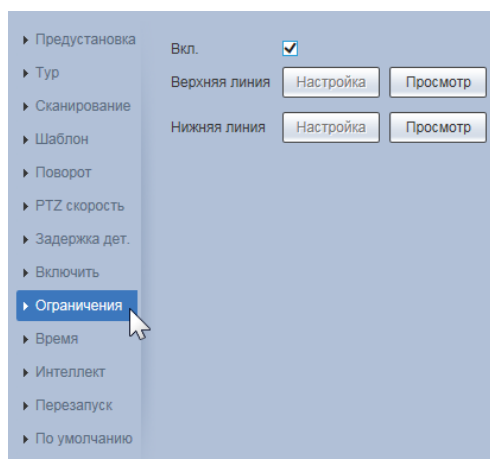 Предустановка
Тур
Сканирование
Шаблон
Поворот
PTZ скорость
Задержка дет.
Включить
Ограничения
Время
Интеллект
Перезапуск
По умолчанию
Вкл.
Верхняя линия Настройка Просмотр
Нижняя линия Настройка Просмотр